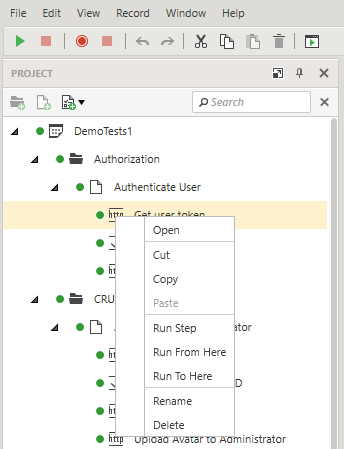 File Edit View Record Window Help
PROJECT
Search
DemoTests1
Authorization
Authenticate User
http Get user token
Open
Cut
http
Copy
CRU
Paste
Run Step
ator
Run From Here
Run To Here
D
Rename
Delete
http Upload Avatar to Administrator